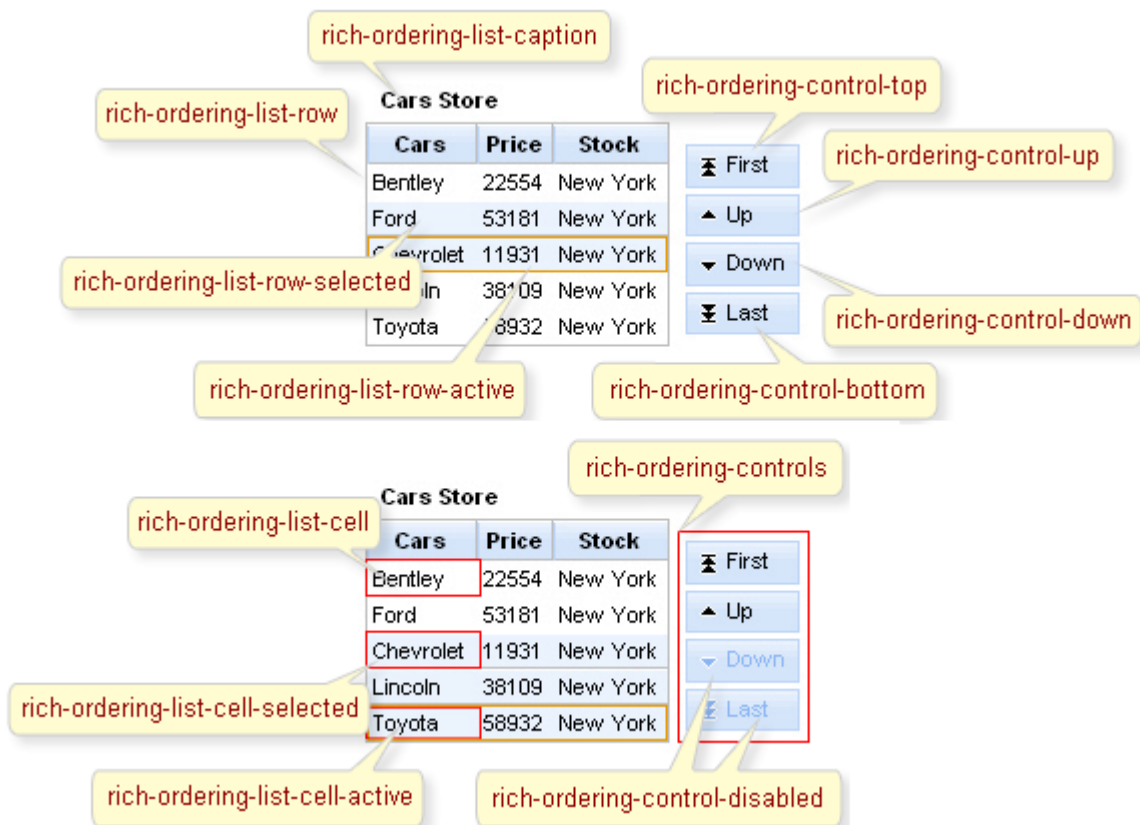 rich-ordering-list-caption
rich-ordering-control-top
Cars Store
rich-ordering-list-row
Cars Price Stock
rich-ordering-control-up
First
Bentley 22554 New York
Up
Ford 53181 New York
Chevrolet 11931 New York
Down
rich-ordering-list-row-selected
oln 38109 New York
Last
rich-ordering-control-down
Toyota 8932 New York
rich-ordering-list-row-active
rich-ordering-control-bottom
rich-ordering-controls
Cars Store
rich-ordering-list-cell
Cars Price Stock
First
Bentley 22554 New York
Up
Ford 53181 New York
Chevrolet 11931 New York
Down
Lincoln 38109 New York
rich-ordering-list-cell-selected
Last
Toyota 58932 New York
rich-ordering-list-cell-active
rich-ordering-control-disabled